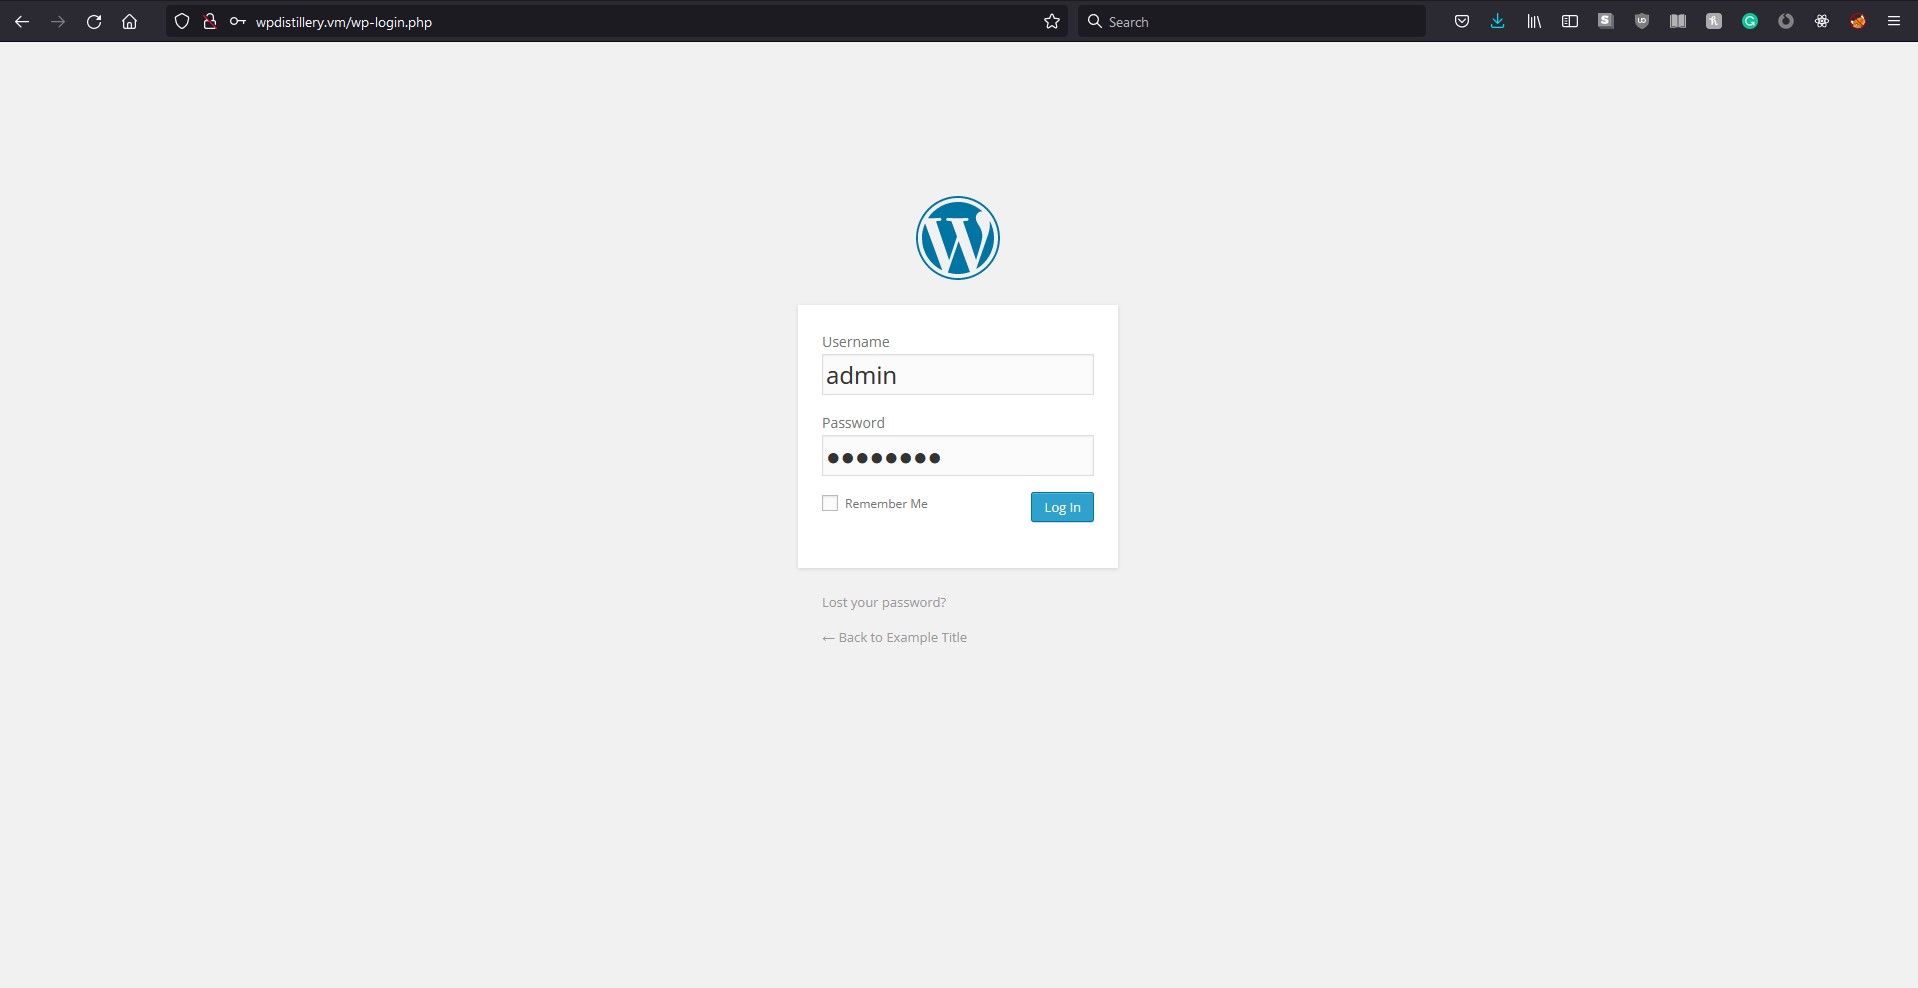 wpdistillery.vm/wp-login.php
Search
Username
admin
Password
Remember Me
Log In
Lost your password?
← Back to Example Title